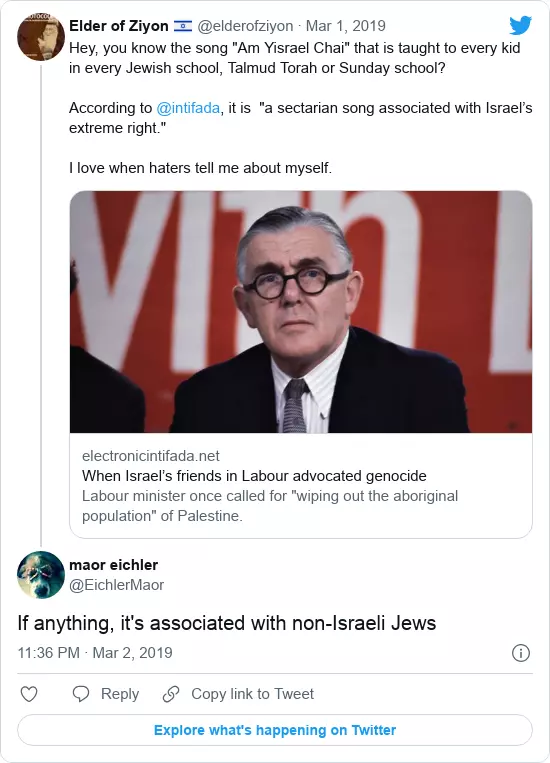 Elder of Ziyon 🇮🇱 @elderofziyon · Mar 1, 2019
Hey, you know the song "Am Yisrael Chai" that is taught to every kid
in every Jewish school, Talmud Torah or Sunday school?
According to @intifada, it is "a sectarian song associated with Israel’s
extreme right."
I love when haters tell me about myself.
electronicintifada.net
When Israel’s friends in Labour advocated genocide
Labour minister once called for "wiping out the aboriginal
population" of Palestine.
maor eichler
@EichlerMaor
If anything, it's associated with non-Israeli Jews
11:36 PM · Mar 2, 2019
Reply
Copy link to Tweet
Explore what's happening on Twitter